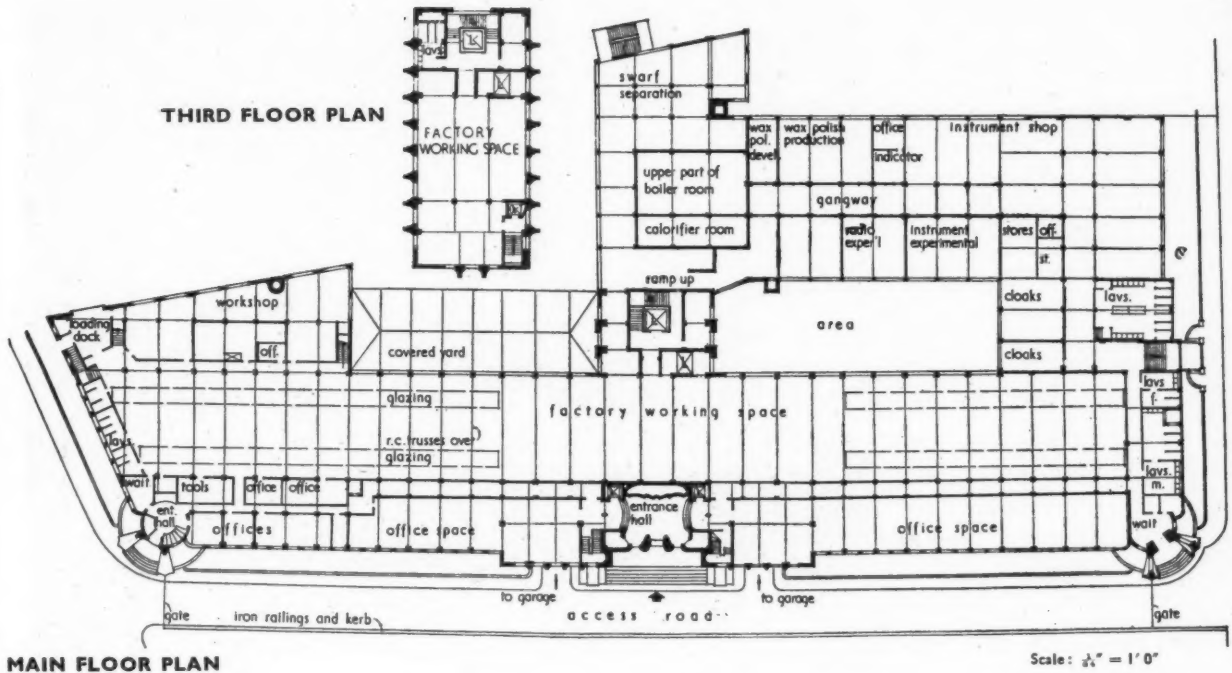 THIRD FLOOR PLAN
lavs.
FACTORY
WORKING SPACE
swarf
separation
wax
pol.
devel.
wax polish
production
office
indicator
instrument shop
upper part of
boiler room
gangway
calorifier room
exper'l
instrument
experimental
stores
off.
st.
ramp up
workshop
loading
dock
off.
covered yard
area
cloaks
lavs.
cloaks
glazing
factory working space
lavs
f.
r.c. trusses over
glazing
lavs.
wait
tools
office
office
ent.
hall
offices
office space
entrance
hall
office space
lavs.
m.
wait
to garage
access road
to garage
gate
iron railings and kerb
gate
MAIN FLOOR PLAN
Scale:
= 1' 0"